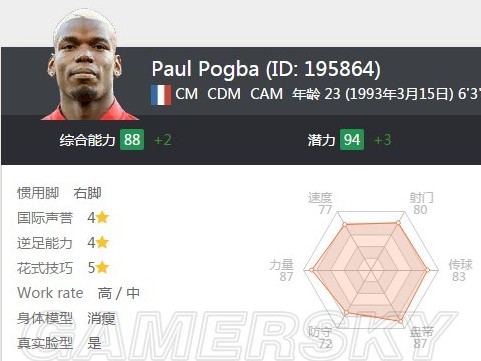 Paul Pogba (ID: 195864)
CM CDM CAM 年龄 23 (1993年3月15日) 6'3"
综合能力 88 +2 潜力 94 +3
惯用脚 右脚
国际声誉 4
逆足能力 4
花式技巧 5
Work rate 高 / 中
身体模型 消瘦
真实脸型 是
速度
77
射门
80
力量
87
传球
83
防守
72
盘带
87
GAMERSKY